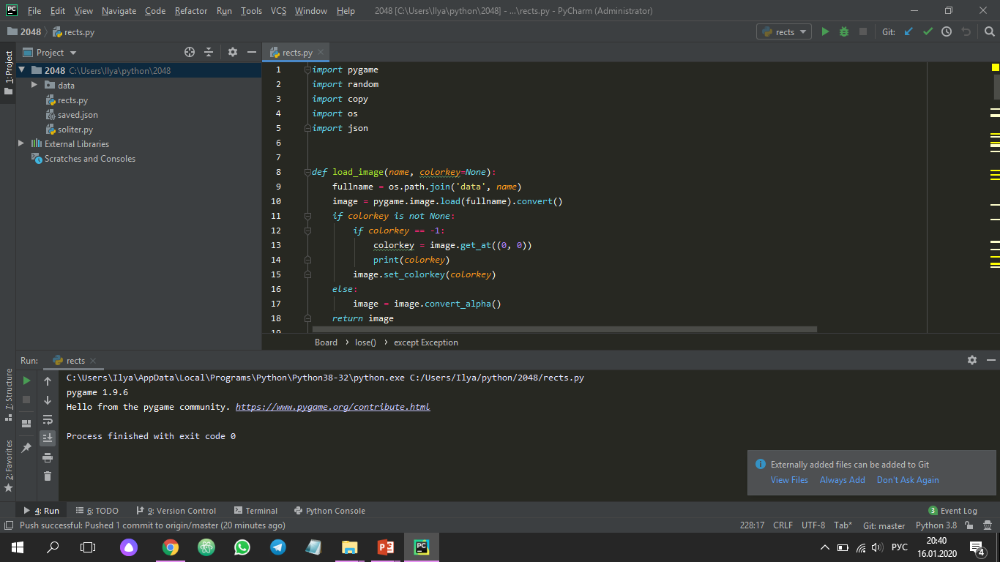 PC File Edit View Navigate Code Refactor Run Tools VCS Window Help 2048 [C:\Users\Ilya\python\2048] - ...\rects.py - PyCharm (Administrator)
2048 rects.py rects Git:
1: Project
Project
rects.py
2048 C:\Users\Ilya\python\2048
data
rects.py
saved.json
soliter.py
External Libraries
Scratches and Consoles
1 import pygame
2 import random
3 import copy
4 import os
5 import json
6
7
8 def load_image(name, colorkey=None):
9 fullname = os.path.join('data', name)
10 image = pygame.image.load(fullname).convert()
11 if colorkey is not None:
12 if colorkey == -1:
13 colorkey = image.get_at((0, 0))
14 print(colorkey)
15 image.set_colorkey(colorkey)
16 else:
17 image = image.convert_alpha()
18 return image
19
Board › lose() › except Exception
Run: rects
7: Structure
2: Favorites
C:\Users\Ilya\AppData\Local\Programs\Python\Python38-32\python.exe C:/Users/Ilya/python/2048/rects.py
pygame 1.9.6
Hello from the pygame community. https://www.pygame.org/contribute.html
Process finished with exit code 0
Externally added files can be added to Git
View Files Always Add Don't Ask Again
4: Run 6: TODO 9: Version Control Terminal Python Console 3 Event Log
Push successful: Pushed 1 commit to origin/master (20 minutes ago) 228:17 CRLF UTF-8 Tab* Git: master Python 3.8
PC
РУС
20:40
16.01.2020
4